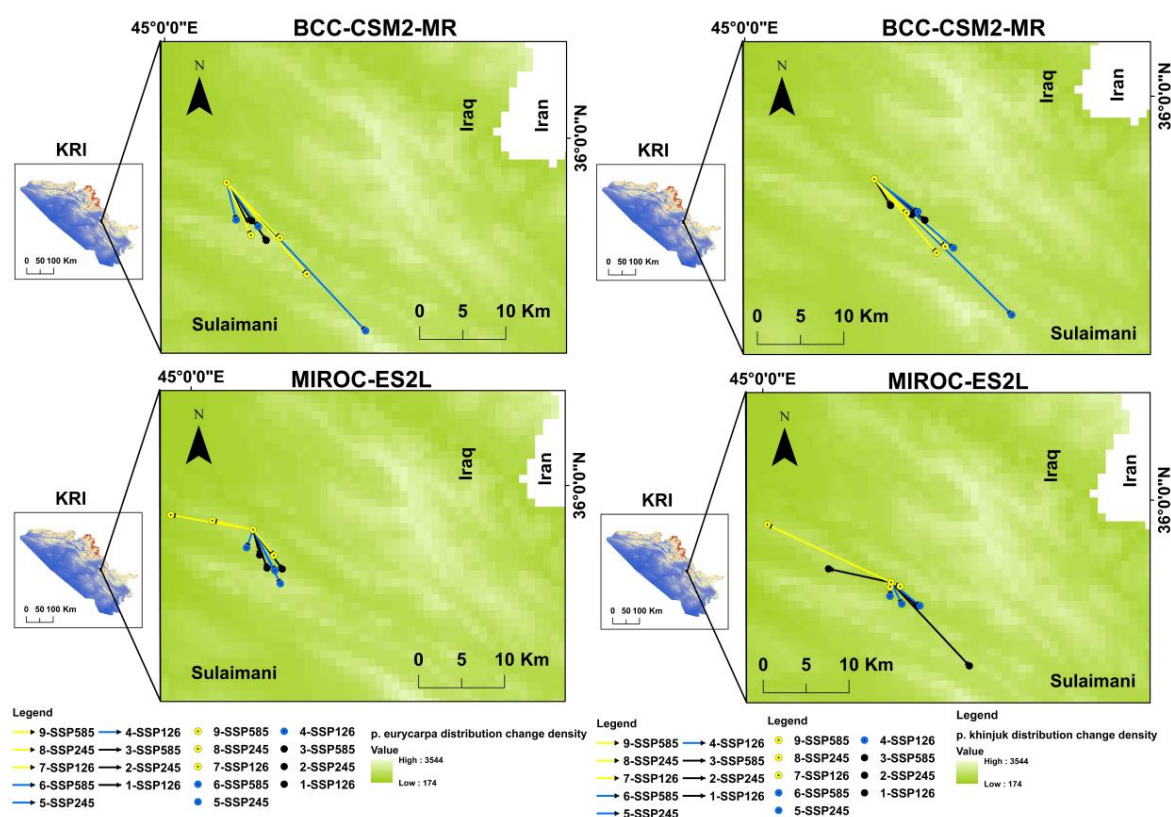 BCC-CSM2-MR
45°0'0"E
N
Iraq
Iran
36°0'0"N
KRI
0 50 100 Km
0 5 10 Km
Sulaimani
BCC-CSM2-MR
45°0'0"E
N
Iraq
Iran
36°0'0"N
KRI
0 50 100 Km
0 5 10 Km
Sulaimani
MIROC-ES2L
45°0'0"E
N
Iraq
Iran
36°0'0"N
KRI
0 50 100 Km
0 5 10 Km
Sulaimani
MIROC-ES2L
45°0'0"E
N
Iraq
Iran
36°0'0"N
KRI
0 50 100 Km
0 5 10 Km
Sulaimani
Legend
9-SSP585 4-SSP126 9-SSP585 4-SSP126
8-SSP245 3-SSP585 8-SSP245 3-SSP585
7-SSP126 2-SSP245 7-SSP126 2-SSP245
6-SSP585 1-SSP126 6-SSP585 1-SSP126
5-SSP245 5-SSP245
p. eurycarpa distribution change density
Value
High : 3544
Low : 174
Legend
9-SSP585 4-SSP126
8-SSP245 3-SSP585
7-SSP126 2-SSP245
6-SSP585 1-SSP126
5-SSP245
Legend
9-SSP585 4-SSP126
8-SSP245 3-SSP585
7-SSP126 2-SSP245
6-SSP585 1-SSP126
5-SSP245
Legend
p. khinjuk distribution change density
Value
High : 3544
Low : 174